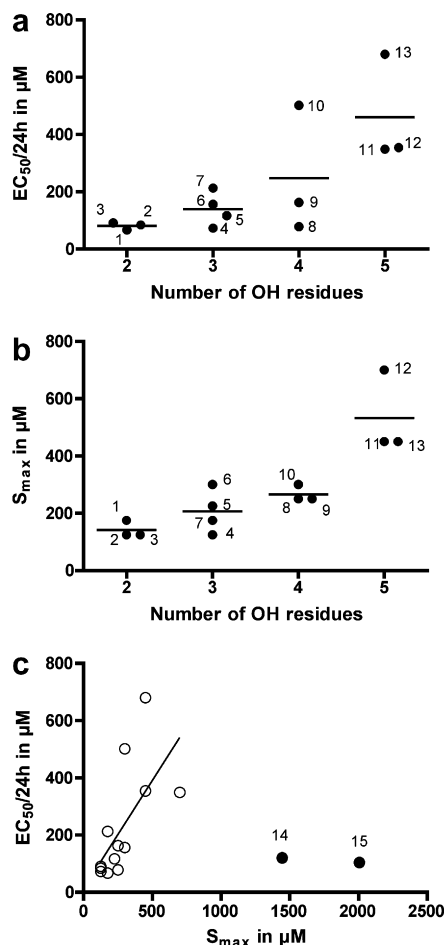 a
EC50/24h in µM
800
13
600
10
400
11 12
7
200
3 2 6 5 9
1 4 8
0
2 3 4 5
Number of OH residues
b
Smax in µM
800
12
600
11 13
400
6 10
1 5
200
7 8 9
2 3 4
0
2 3 4 5
Number of OH residues
c
EC50/24h in µM
800
600
400
200
14 15
0
0 500 1000 1500 2000 2500
Smax in µM